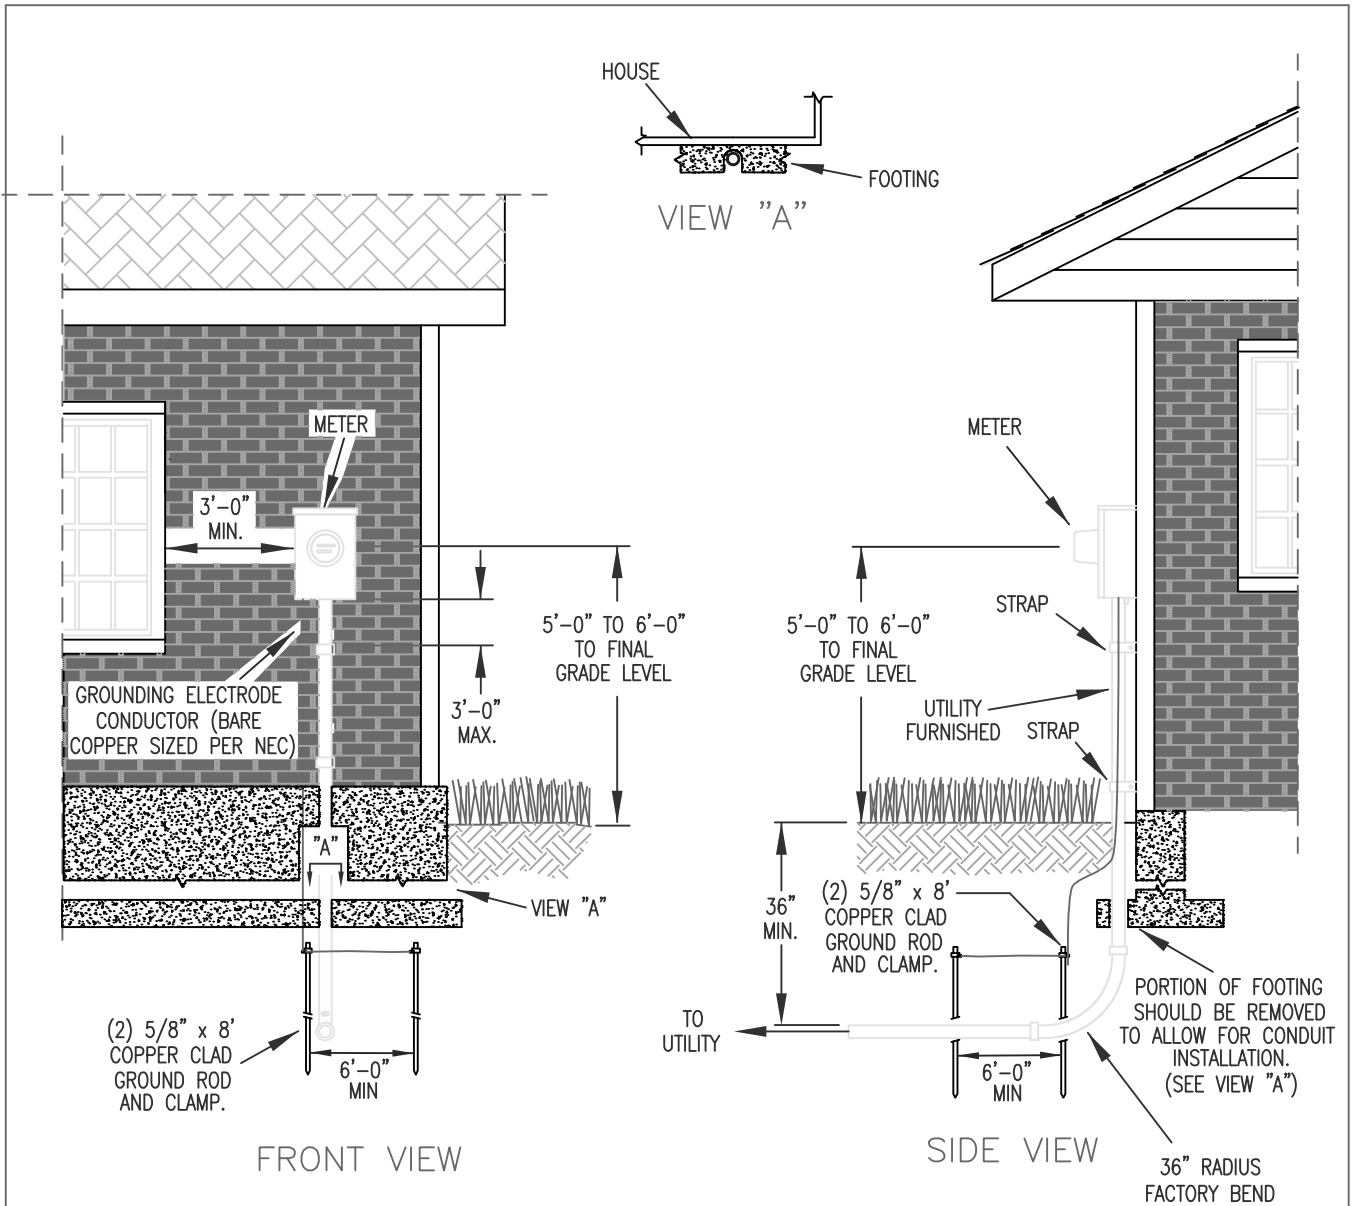 HOUSE
FOOTING
VIEW "A"
METER
3'-0"
MIN.
5'-0" TO 6'-0"
TO FINAL
GRADE LEVEL
GROUNDING ELECTRODE
CONDUCTOR (BARE
COPPER SIZED PER NEC)
3'-0"
MAX.
"A"
VIEW "A"
(2) 5/8" x 8'
COPPER CLAD
GROUND ROD
AND CLAMP.
6'-0"
MIN
FRONT VIEW
METER
STRAP
5'-0" TO 6'-0"
TO FINAL
GRADE LEVEL
UTILITY
FURNISHED
STRAP
36"
MIN.
(2) 5/8" x 8'
COPPER CLAD
GROUND ROD
AND CLAMP.
TO
UTILITY
6'-0"
MIN
PORTION OF FOOTING
SHOULD BE REMOVED
TO ALLOW FOR CONDUIT
INSTALLATION.
(SEE VIEW "A")
36" RADIUS
FACTORY BEND
SIDE VIEW